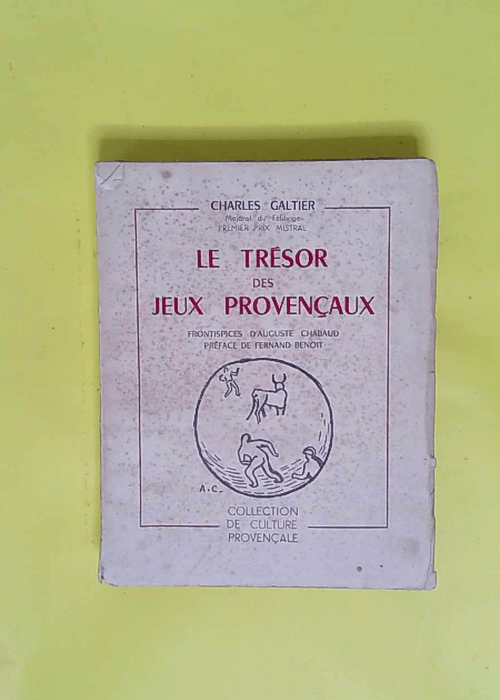 CHARLES GALTIER
Majoral du Félibrige
PREMIER PRIX MISTRAL
LE TRÉSOR
DES
JEUX PROVENÇAUX
FRONTISPICES D'AUGUSTE CHABAUD
PRÉFACE DE FERNAND BENOIT
A.C.
COLLECTION
DE CULTURE
PROVENÇALE